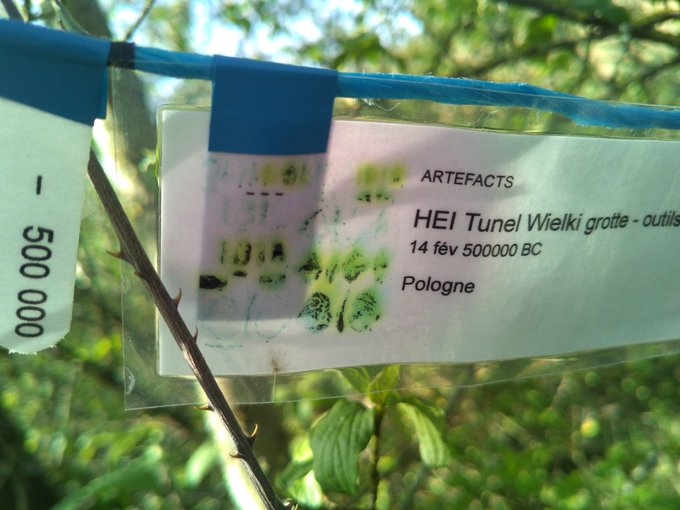 - 500 000
ARTEFACTS
HEI Tunel Wielki grotte - outils
14 fév 500000 BC
Pologne